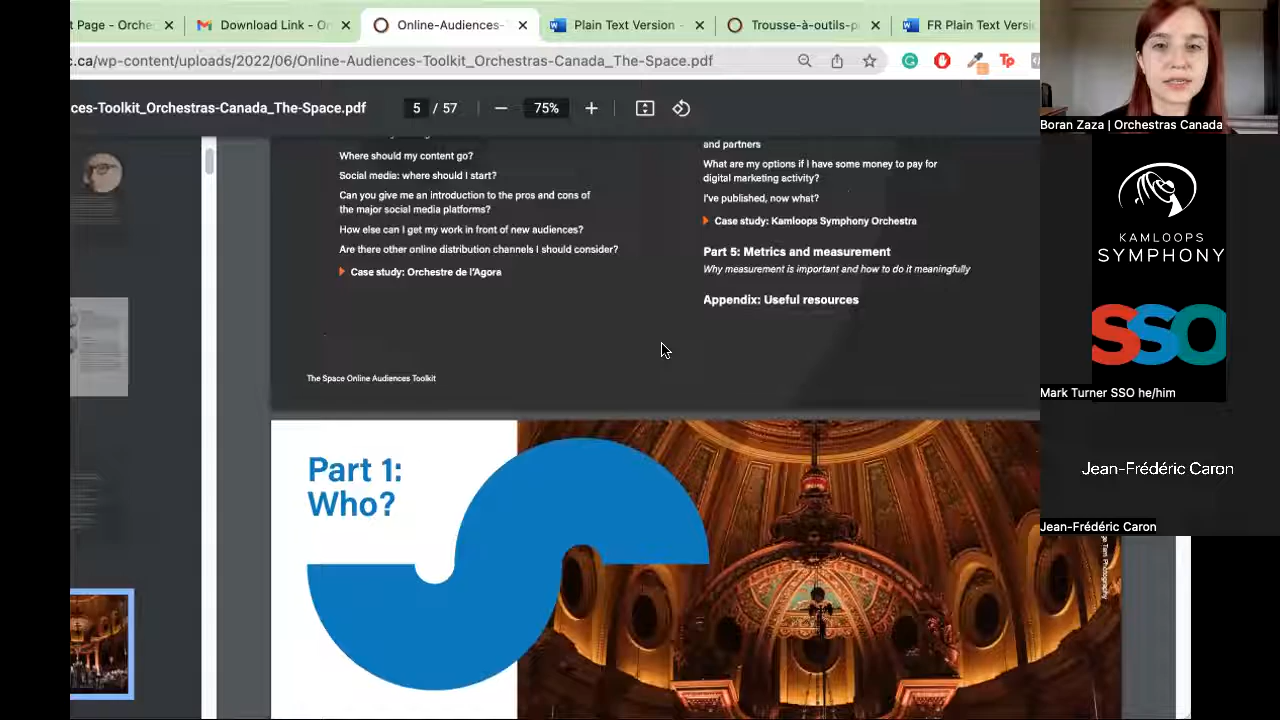 t Page - Orche
Download Link - On
Online-Audiences-
Plain Text Version -
Trousse-à-outils-p
FR Plain Text Versi
c.ca/wp-content/uploads/2022/06/Online-Audiences-Toolkit_Orchestras-Canada_The-Space.pdf
ces-Toolkit_Orchestras-Canada_The-Space.pdf
5 / 57
75%
Where should my content go?
Social media: where should I start?
Can you give me an introduction to the pros and cons of
the major social media platforms?
How else can I get my work in front of new audiences?
Are there other online distribution channels I should consider?
Case study: Orchestre de l'Agora
and partners
What are my options if I have some money to pay for
digital marketing activity?
I've published, now what?
Case study: Kamloops Symphony Orchestra
Part 5: Metrics and measurement
Why measurement is important and how to do it meaningfully
Appendix: Useful resources
The Space Online Audiences Toolkit
Part 1:
Who?
Boran Zaza | Orchestras Canada
KAMLOOPS
SYMPHONY
SSO
Mark Turner SSO he/him
Jean-Frédéric Caron
Jean-Frédéric Caron